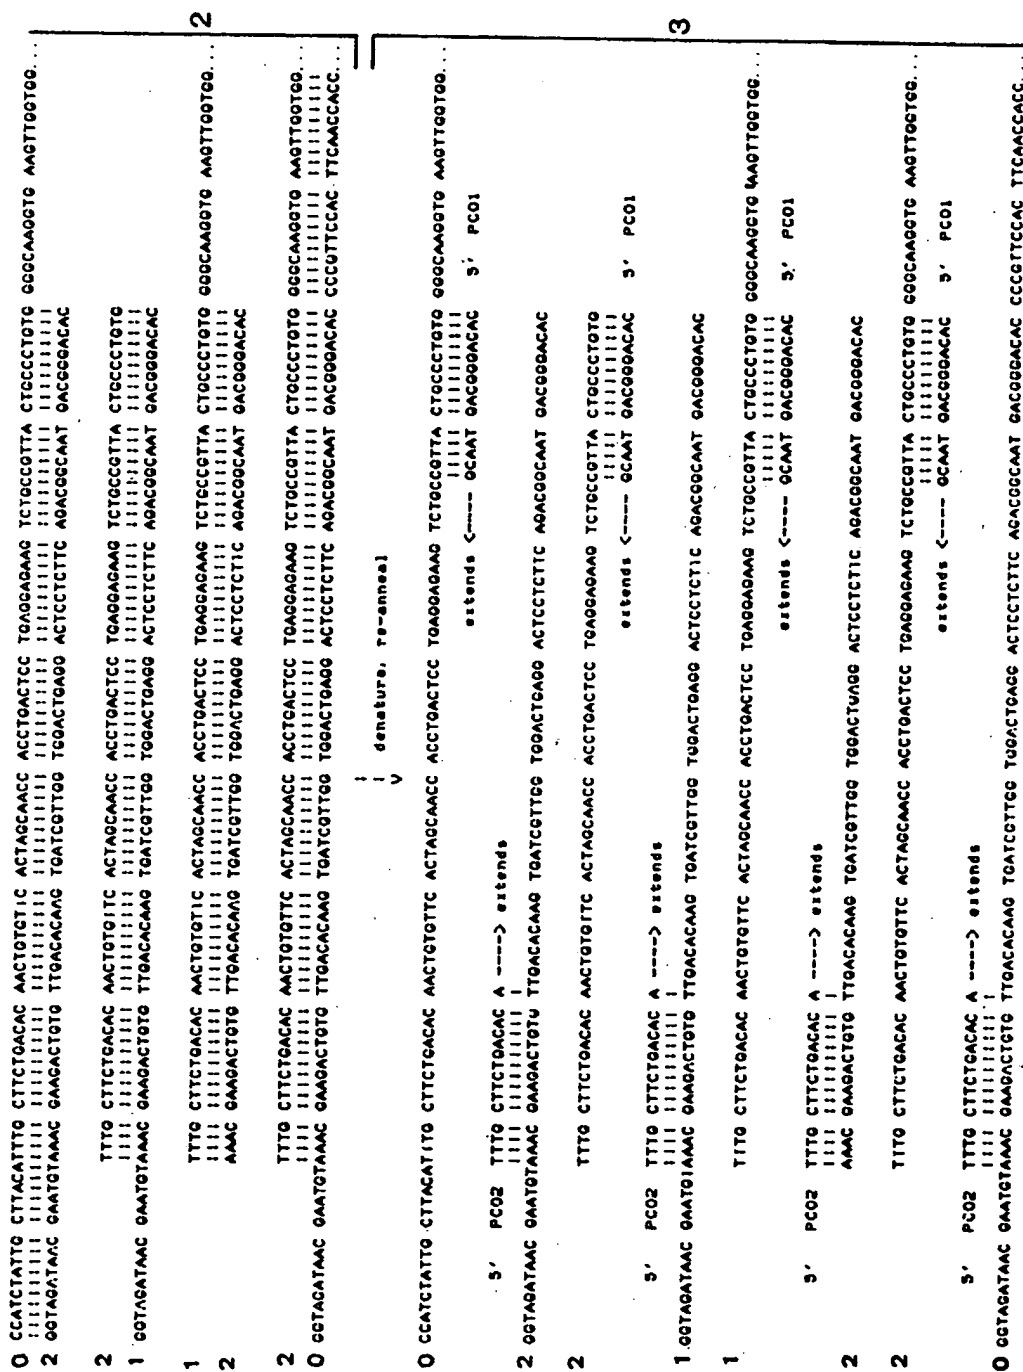 0 CCATCTATTG CTTACATTTG CTTCTGACAC AACTGTGTTC ACTAGCAACC ACCTGACTCC TGAGGAGAAG TCTGCCGTTA CTGCCCTGTG GGGCAAGGTG AAGTTGGTGG...
2 GGTAGATAAC GAATGTAAAC GAAGACTGTG TTGACACAAG TGATCGTTGG TGGACTGAGG ACTCCTCTTC AGACGGCAAT GACGGGACAC
2 TTTG CTTCTGACAC AACTGTGTTC ACTAGCAACC ACCTGACTCC TGAGGAGAAG TCTGCCGTTA CTGCCCTGTG
1 GGTAGATAAC GAATGTAAAC GAAGACTGTG TTGACACAAG TGATCGTTGG TGGACTGAGG ACTCCTCTTC AGACGGCAAT GACGGGACAC
1 TTTG CTTCTGACAC AACTGTGTTC ACTAGCAACC ACCTGACTCC TGAGGAGAAG TCTGCCGTTA CTGCCCTGTG GGGCAAGGTG AAGTTGGTGG...
2 AAAC GAAGACTGTG TTGACACAAG TGATCGTTGG TGGACTGAGG ACTCCTCTTC AGACGGCAAT GACGGGACAC
2 TTTG CTTCTGACAC AACTGTGTTC ACTAGCAACC ACCTGACTCC TGAGGAGAAG TCTGCCGTTA CTGCCCTGTG GGGCAAGGTG AAGTTGGTGG...
0 GGTAGATAAC GAATGTAAAC GAAGACTGTG TTGACACAAG TGATCGTTGG TGGACTGAGG ACTCCTCTTC AGACGGCAAT GACGGGACAC CCCGTTCCAC TTCAACCACC...
2
denature, re-anneal
0 CCATCTATTG CTTACATTTG CTTCTGACAC AACTGTGTTC ACTAGCAACC ACCTGACTCC TGAGGAGAAG TCTGCCGTTA CTGCCCTGTG GGGCAAGGTG AAGTTGGTGG...
extends <---- GCAAT GACGGGACAC 5' PCO1
5' PCO2 TTTG CTTCTGACAC A ----> extends
2 GGTAGATAAC GAATGTAAAC GAAGACTGTG TTGACACAAG TGATCGTTGG TGGACTGAGG ACTCCTCTTC AGACGGCAAT GACGGGACAC
2 TTTG CTTCTGACAC AACTGTGTTC ACTAGCAACC ACCTGACTCC TGAGGAGAAG TCTGCCGTTA CTGCCCTGTG
extends <---- GCAAT GACGGGACAC 5' PCO1
5' PCO2 TTTG CTTCTGACAC A ----> extends
1 GGTAGATAAC GAATGTAAAC GAAGACTGTG TTGACACAAG TGATCGTTGG TGGACTGAGG ACTCCTCTTC AGACGGCAAT GACGGGACAC
1 TTTG CTTCTGACAC AACTGTGTTC ACTAGCAACC ACCTGACTCC TGAGGAGAAG TCTGCCGTTA CTGCCCTGTG GGGCAAGGTG AAGTTGGTGG...
extends <---- GCAAT GACGGGACAC 5' PCO1
5' PCO2 TTTG CTTCTGACAC A ----> extends
2 AAAC GAAGACTGTG TTGACACAAG TGATCGTTGG TGGACTGAGG ACTCCTCTTC AGACGGCAAT GACGGGACAC
2 TTTG CTTCTGACAC AACTGTGTTC ACTAGCAACC ACCTGACTCC TGAGGAGAAG TCTGCCGTTA CTGCCCTGTG GGGCAAGGTG AAGTTGGTGG...
extends <---- GCAAT GACGGGACAC 5' PCO1
5' PCO2 TTTG CTTCTGACAC A ----> extends
0 GGTAGATAAC GAATGTAAAC GAAGACTGTG TTGACACAAG TGATCGTTGG TGGACTGAGG ACTCCTCTTC AGACGGCAAT GACGGGACAC CCCGTTCCAC TTCAACCACC...
3